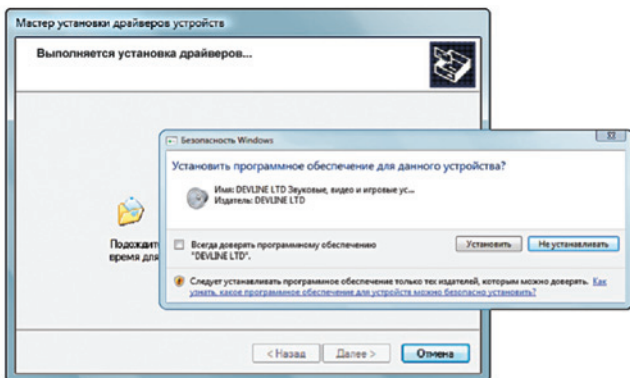 Мастер установки драйверов устройств
Выполняется установка драйверов...
Подождит
время для
Безопасность Windows
Установить программное обеспечение для данного устройства?
Имя: DEVLINE LTD Звуковые, видео и игровые ус...
Издатель: DEVLINE LTD
Всегда доверять программному обеспечению
"DEVLINE LTD".
Установить
Не устанавливать
Следует устанавливать программное обеспечение только тех издателей, которым можно доверять. Как
узнать, какое программное обеспечение для устройств можно безопасно установить?
< Назад
Далее >
Отмена